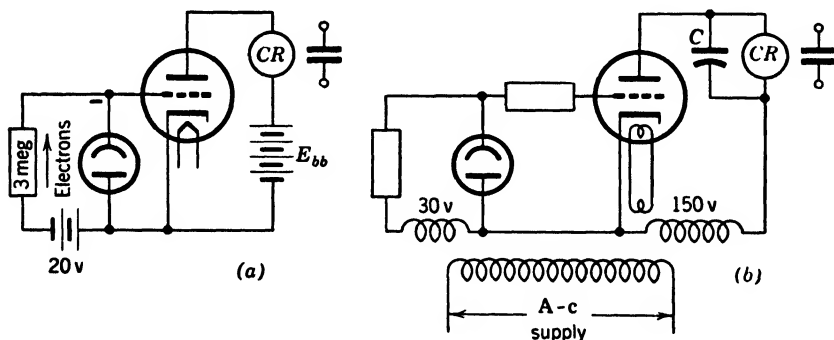 CR
3 meg
Electrons
E_bb
20 v
(a)
C
CR
30 v
150 v
(b)
A-c
supply